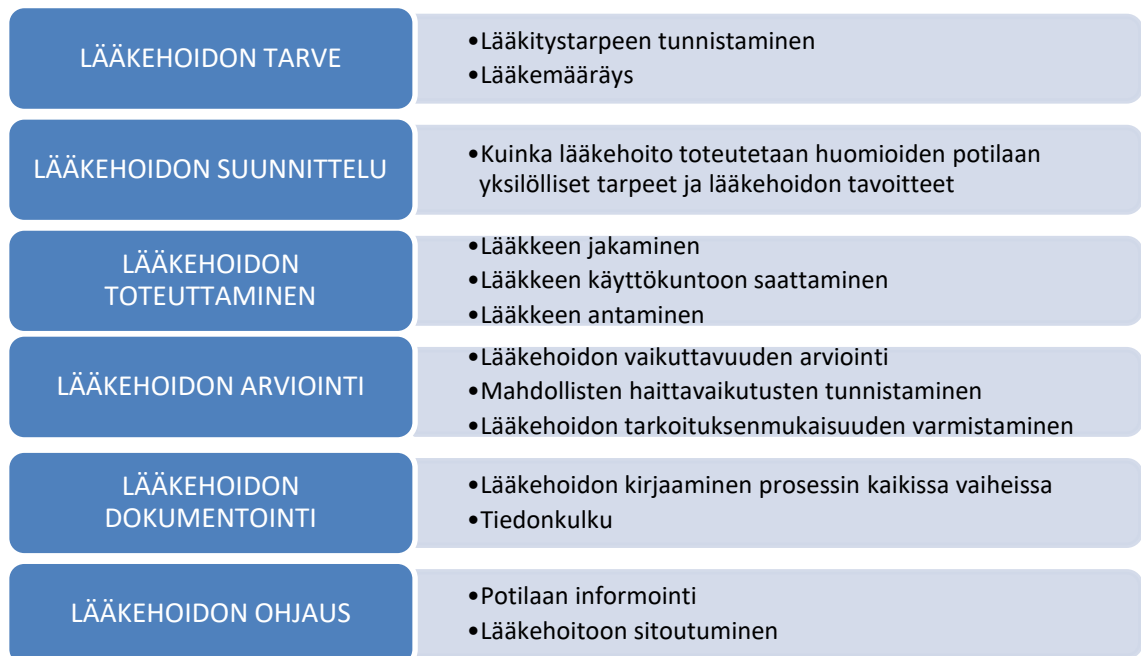 LÄÄKEHOIDON TARVE
•Lääkitystarpeen tunnistaminen
•Lääkemääräys
LÄÄKEHOIDON SUUNNITTELU
•Kuinka lääkehoito toteutetaan huomioiden potilaan
yksilölliset tarpeet ja lääkehoidon tavoitteet
LÄÄKEHOIDON
TOTEUTTAMINEN
•Lääkkeen jakaminen
•Lääkkeen käyttökuntoon saattaminen
•Lääkkeen antaminen
LÄÄKEHOIDON ARVIOINTI
•Lääkehoidon vaikuttavuuden arviointi
•Mahdollisten haittavaikutusten tunnistaminen
•Lääkehoidon tarkoituksenmukaisuuden varmistaminen
LÄÄKEHOIDON
DOKUMENTOINTI
•Lääkehoidon kirjaaminen prosessin kaikissa vaiheissa
•Tiedonkulku
LÄÄKEHOIDON OHJAUS
•Potilaan informointi
•Lääkehoitoon sitoutuminen